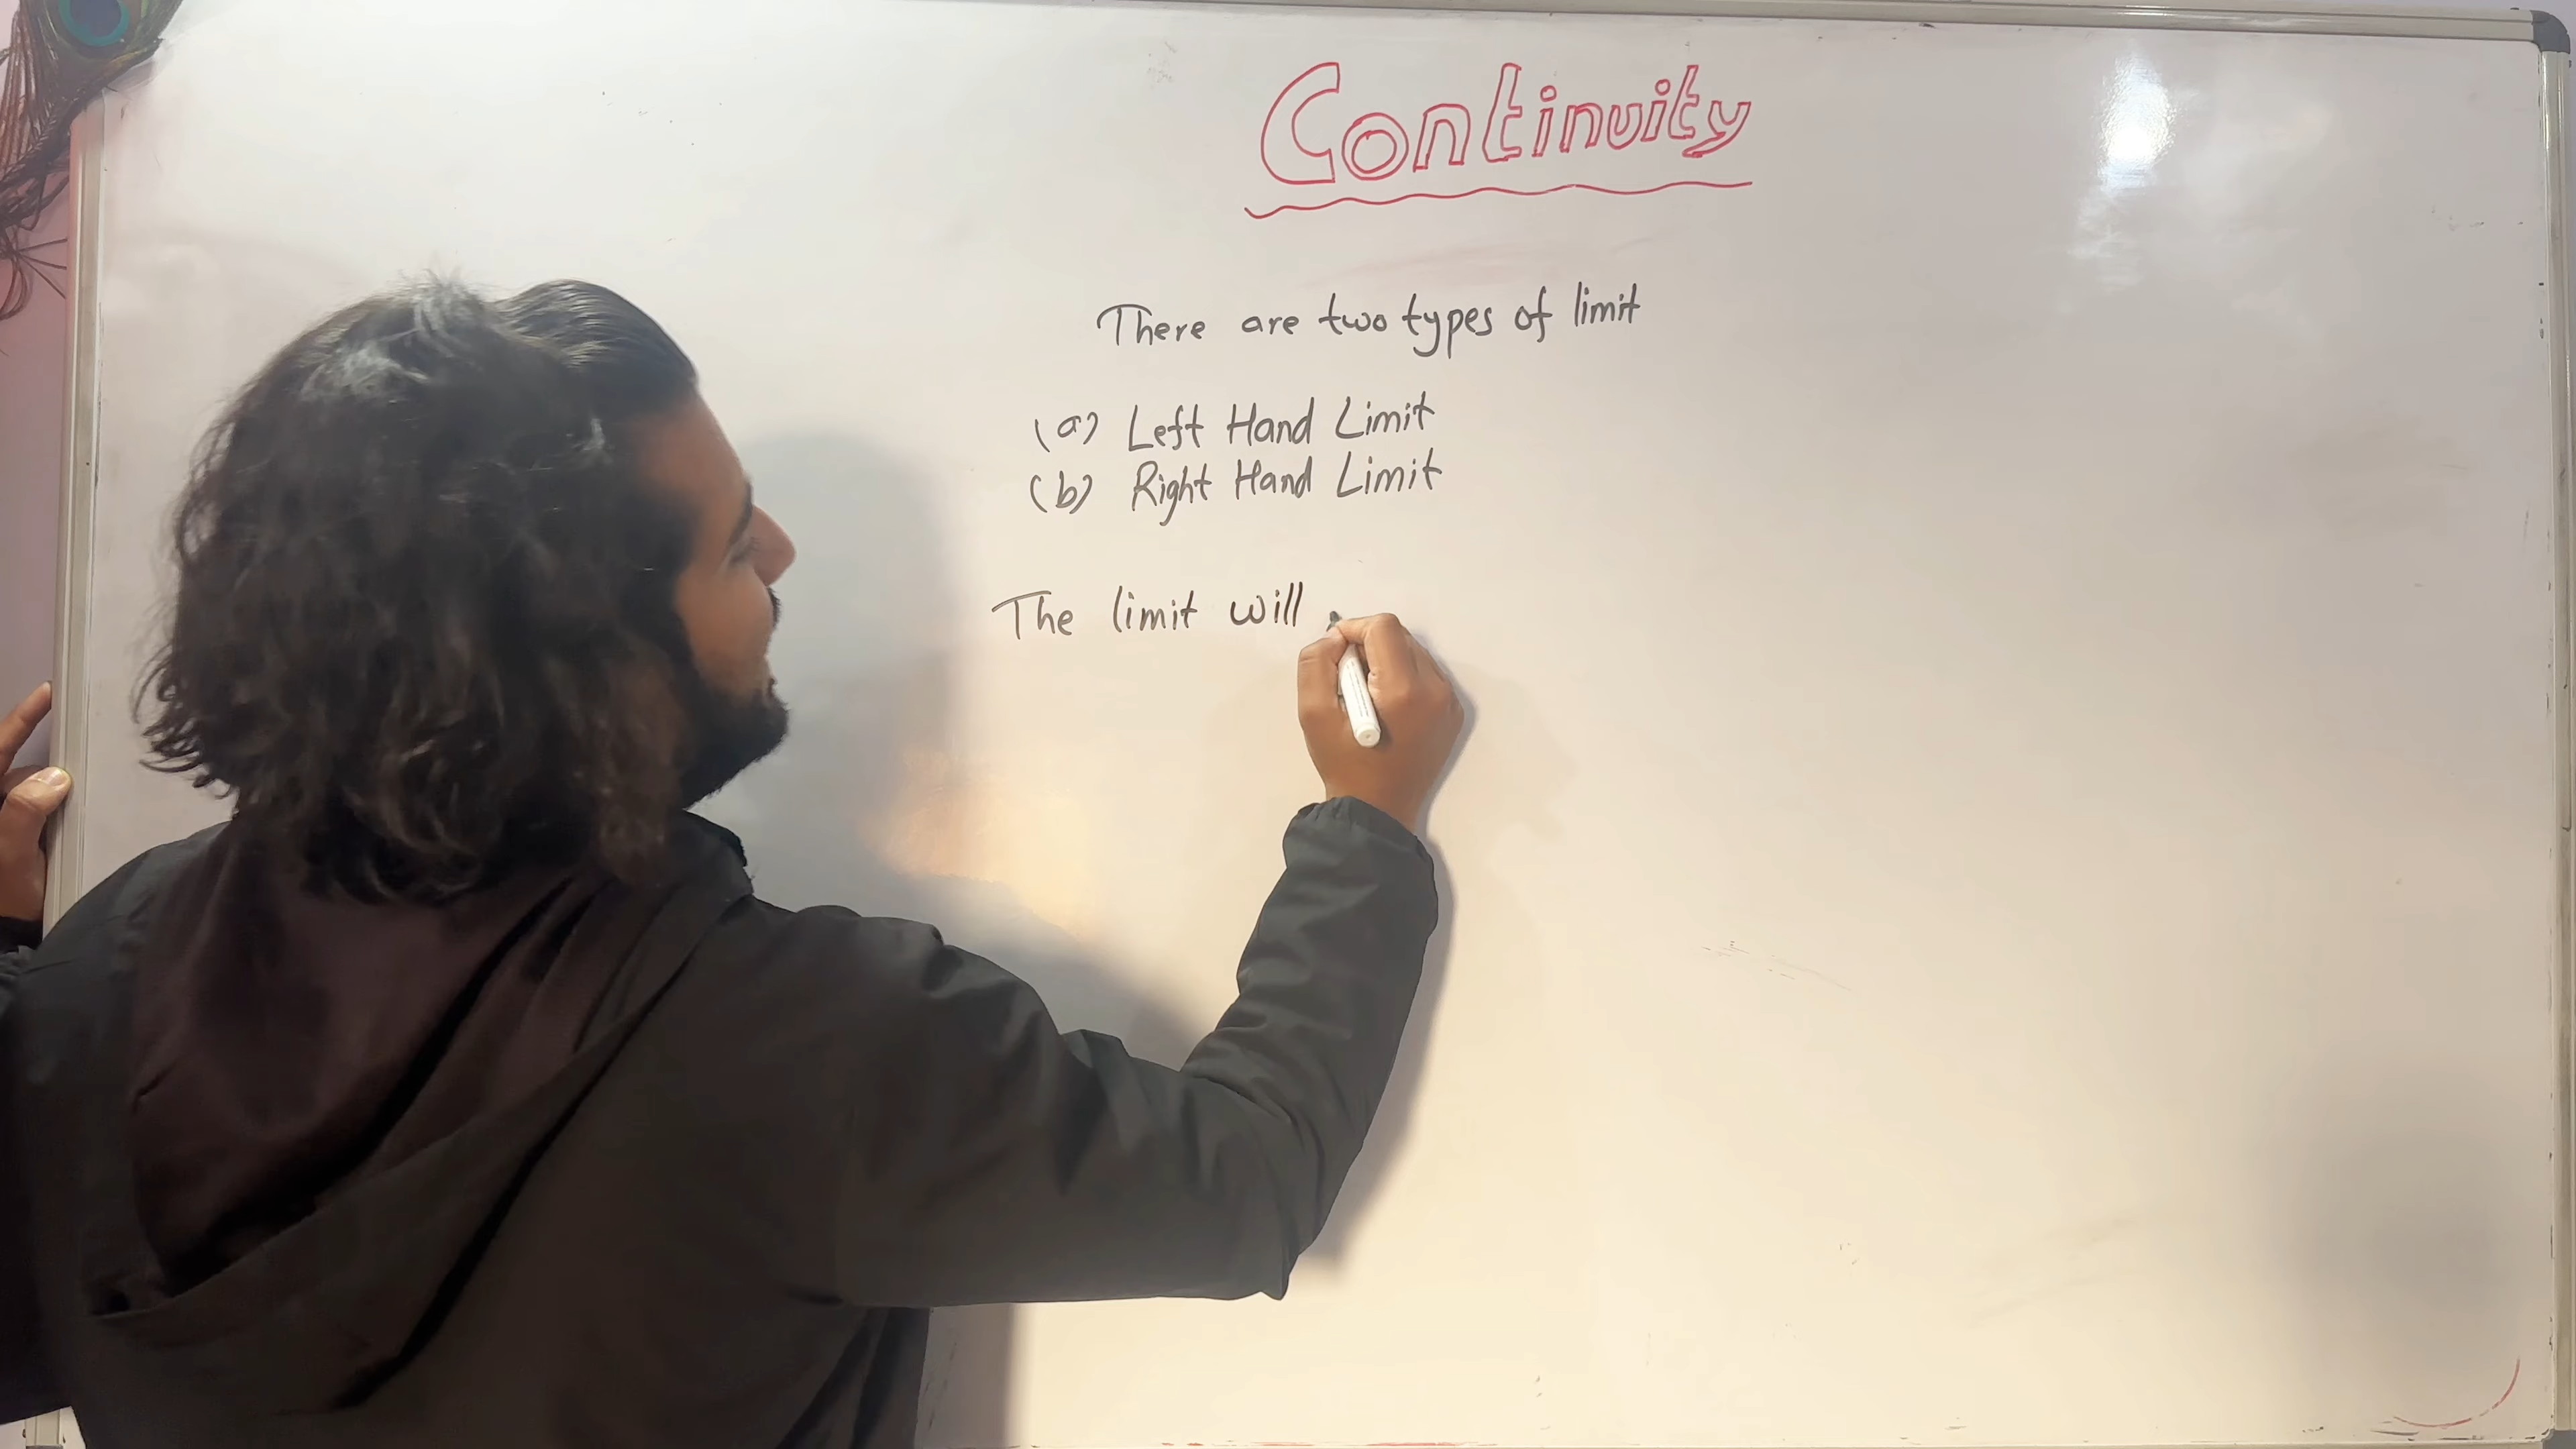 Continuity
There are two types of limit
(a) Left Hand Limit
(b) Right Hand Limit
The limit will